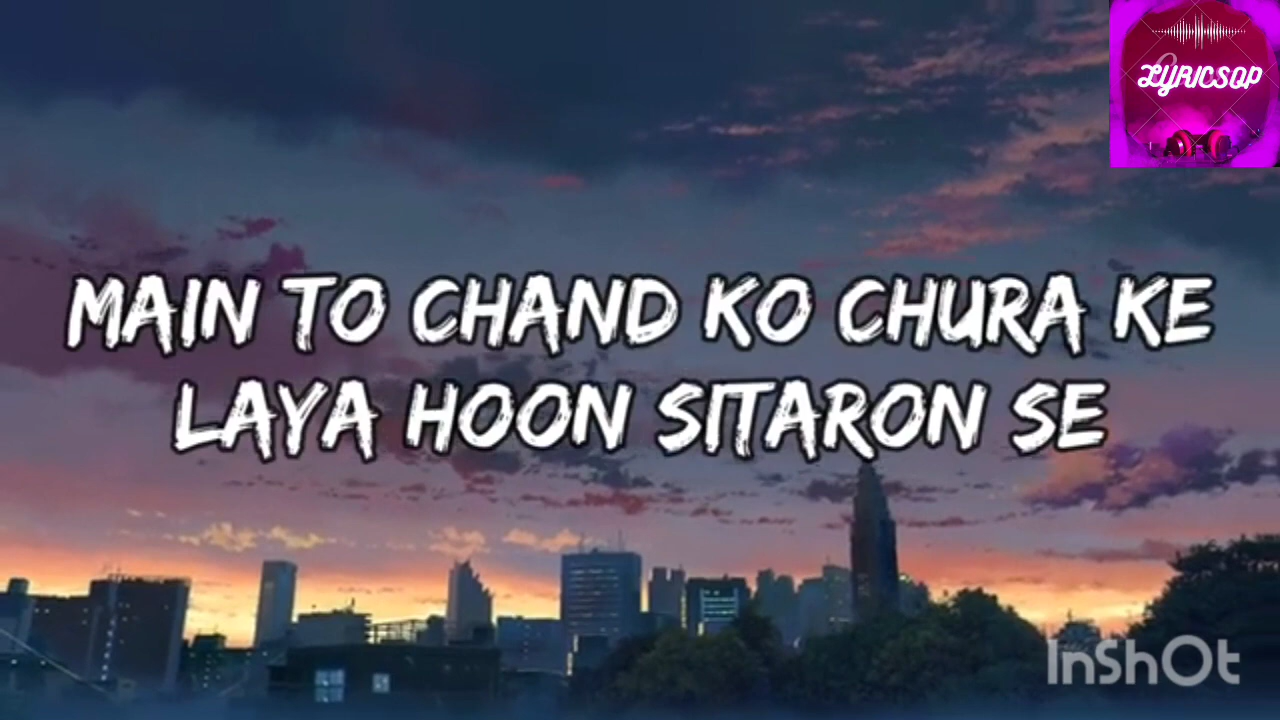 LYRICSOP
MAIN TO CHAND KO CHURA KE
LAYA HOON SITARON SE
InShOt